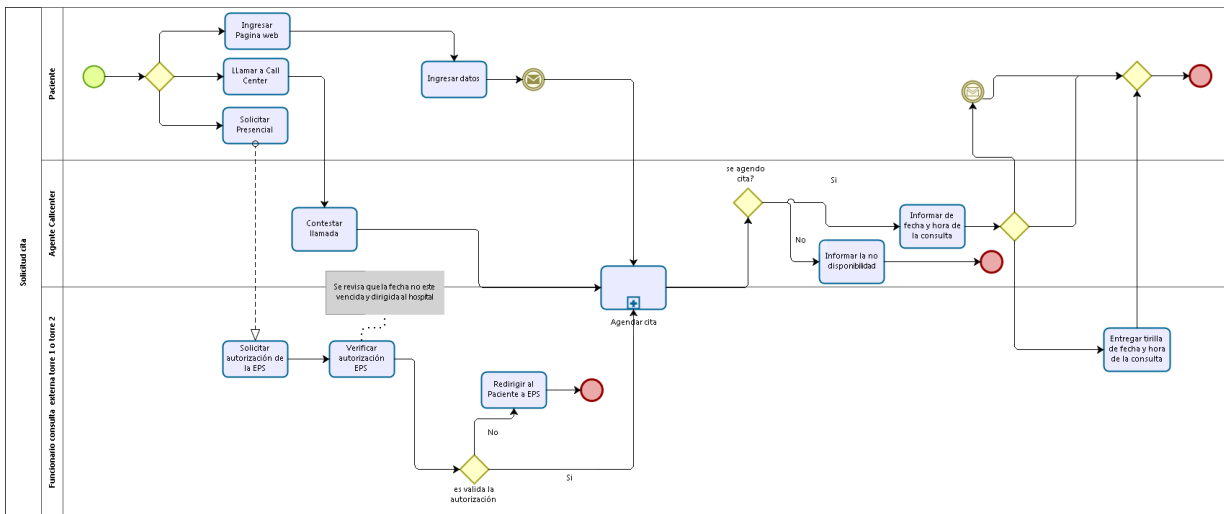 Solicitud cita
Paciente
Ingresar
Pagina web
LLamar a Call
Center
Solicitar
Presencial
Ingresar datos
Agente Callcenter
Contestar
llamada
se agendo
cita?
Si
No
Informar de
fecha y hora de
la consulta
Informar la no
disponibilidad
Agendar cita
Funcionario consulta externa torre 1 o torre 2
Se revisa que la fecha no este
vencida y dirigida al hospital
Solicitar
autorización de
la EPS
Verificar
autorización
EPS
Redirigir al
Paciente a EPS
No
Si
es valida la
autorización
Entregar tirilla
de fecha y hora
de la consulta